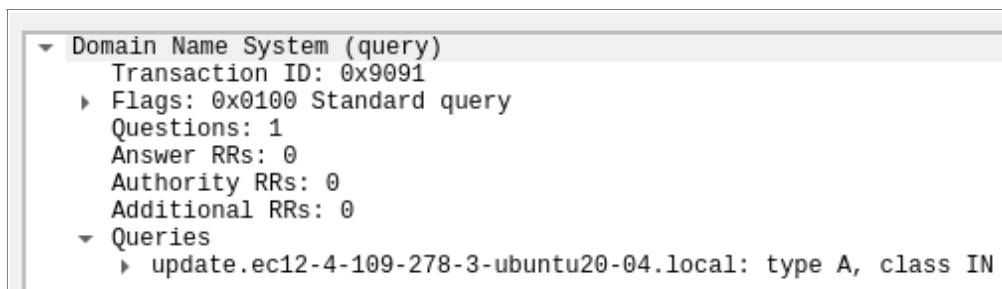 Domain Name System (query)
Transaction ID: 0x9091
Flags: 0x0100 Standard query
Questions: 1
Answer RRs: 0
Authority RRs: 0
Additional RRs: 0
Queries
update.ec12-4-109-278-3-ubuntu20-04.local: type A, class IN